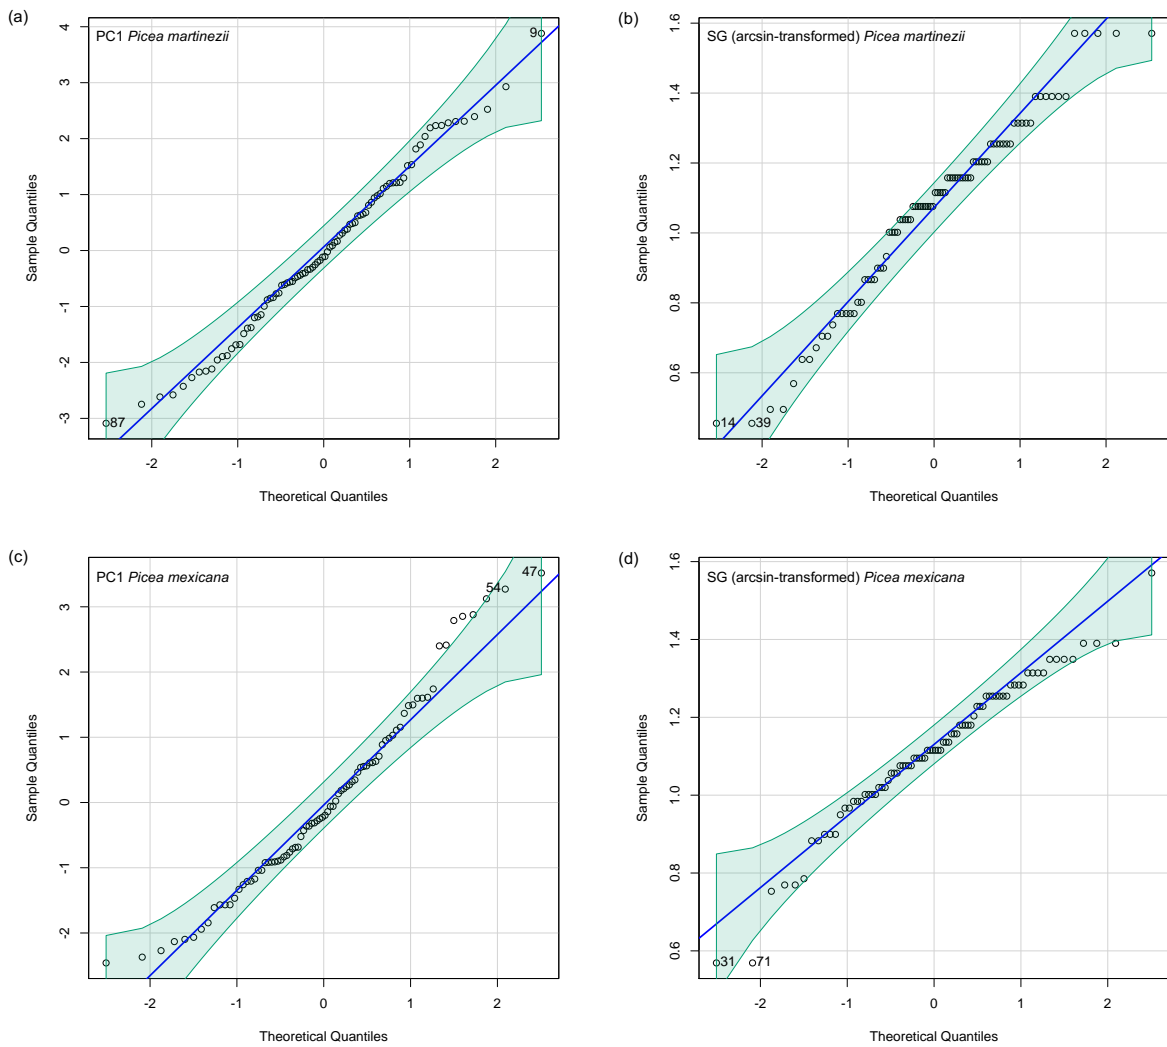 (a)
PC1 Picea martinezii
9
87
4
3
2
1
0
-1
-2
-3
Sample Quantiles
-2 -1 0 1 2
Theoretical Quantiles
(b)
SG (arcsin-transformed) Picea martinezii
14 39
1.6
1.4
1.2
1.0
0.8
0.6
Sample Quantiles
-2 -1 0 1 2
Theoretical Quantiles
(c)
PC1 Picea mexicana
47
54
3
2
1
0
-1
-2
Sample Quantiles
-2 -1 0 1 2
Theoretical Quantiles
(d)
SG (arcsin-transformed) Picea mexicana
31 71
1.6
1.4
1.2
1.0
0.8
0.6
Sample Quantiles
-2 -1 0 1 2
Theoretical Quantiles